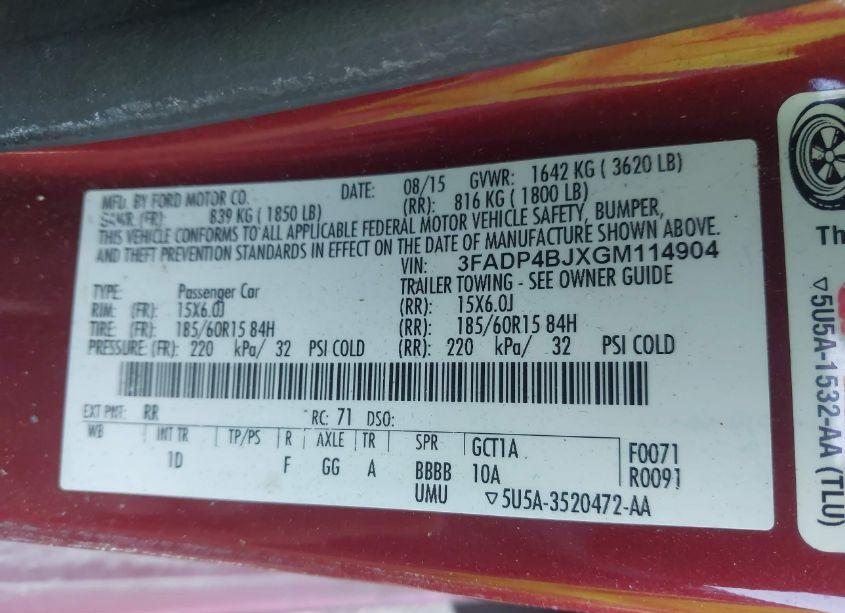 MFD. BY FORD MOTOR CO. DATE: 08/15 GVWR: 1642 KG ( 3620 LB)
(FR): 839 KG ( 1850 LB) (RR): 816 KG ( 1800 LB)
THIS VEHICLE CONFORMS TO ALL APPLICABLE FEDERAL MOTOR VEHICLE SAFETY, BUMPER,
AND THEFT PREVENTION STANDARDS IN EFFECT ON THE DATE OF MANUFACTURE SHOWN ABOVE.
VIN: 3FADP4BJXGM114904
TYPE: Passenger Car TRAILER TOWING - SEE OWNER GUIDE
RIM: (FR): 15X6.0J (RR): 15X6.0J
TIRE: (FR): 185/60R15 84H (RR): 185/60R15 84H
PRESSURE: (FR): 220 kPa/ 32 PSI COLD (RR): 220 kPa/ 32 PSI COLD
EXT PNT: RR RC: 71 DSO:
WB INT TR TP/PS R AXLE TR SPR GCT1A F0071
1D F GG A BBBB 10A R0091
UMU ▽5U5A-3520472-AA
Th
▽5U5A-1532-AA (TLU)